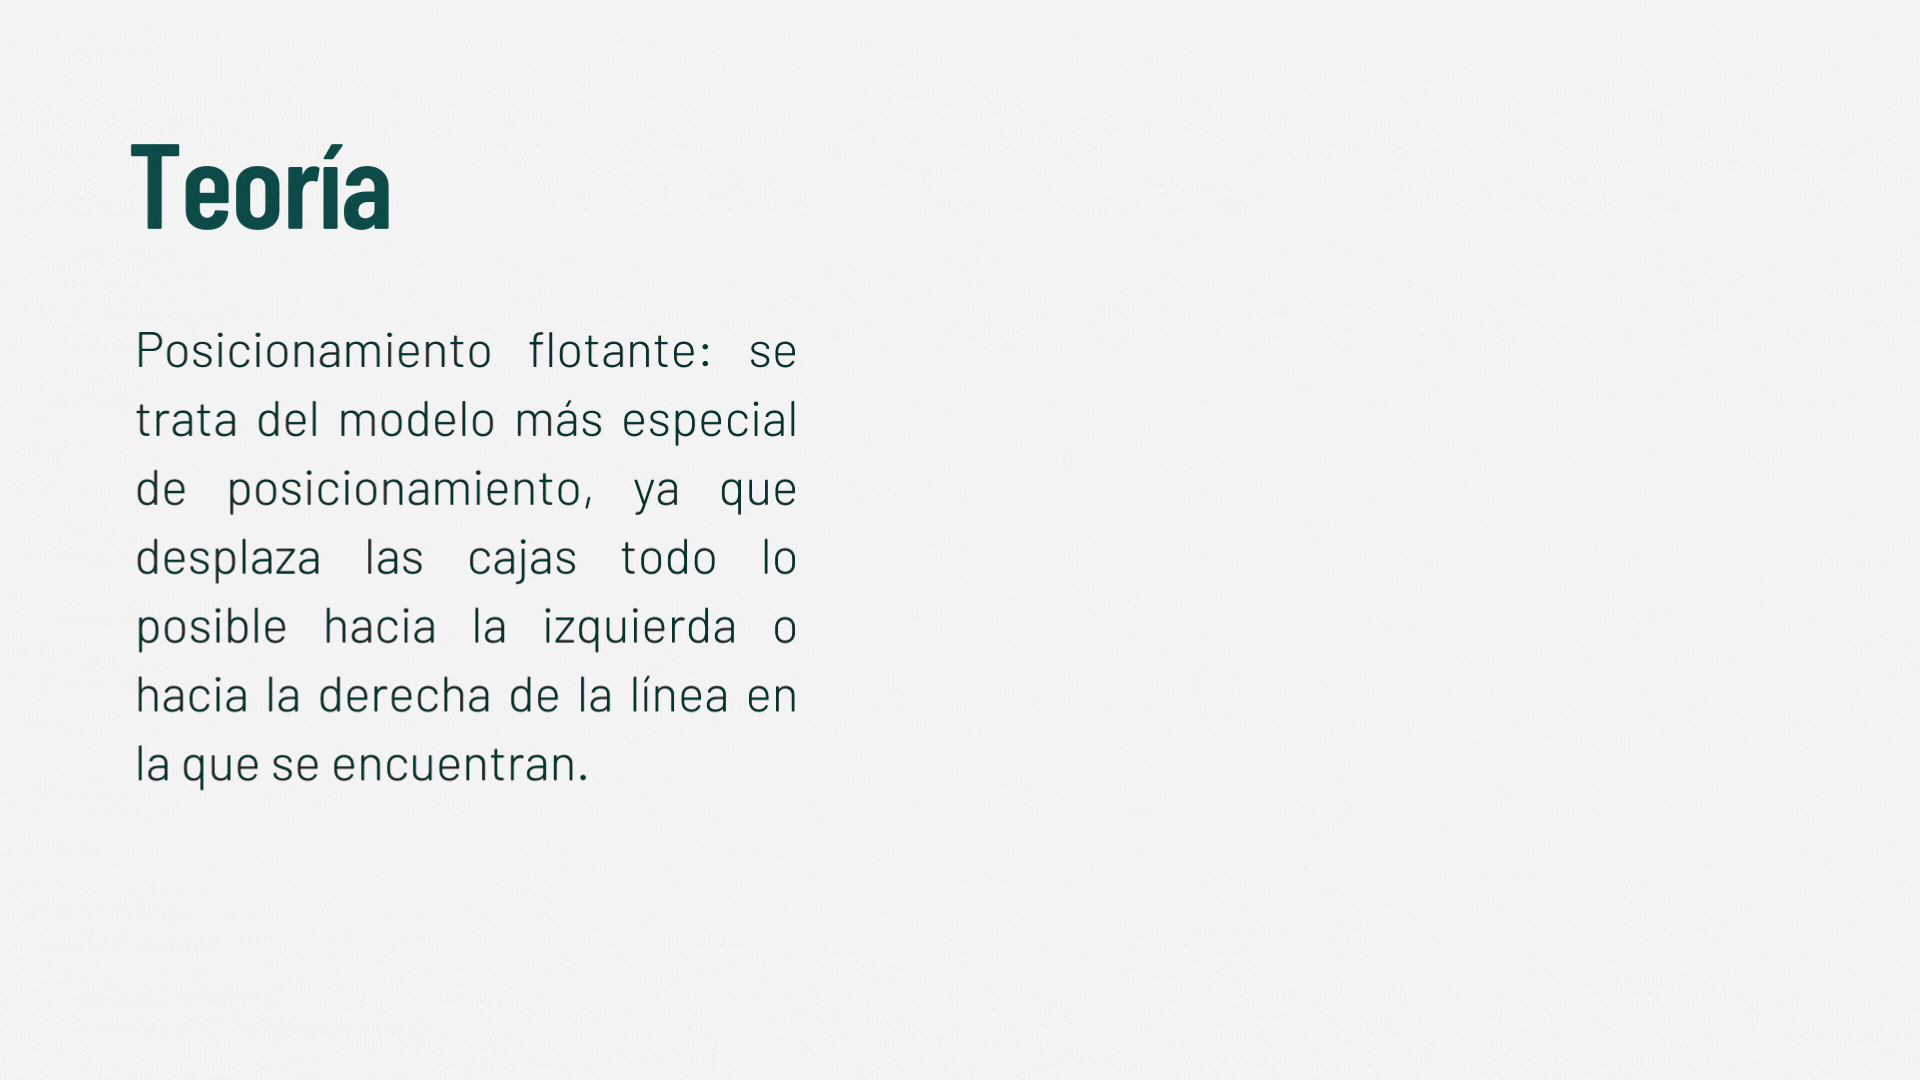 Teoría
Posicionamiento flotante: se
trata del modelo más especial
de posicionamiento, ya que
desplaza las cajas todo lo
posible hacia la izquierda o
hacia la derecha de la línea en
la que se encuentran.